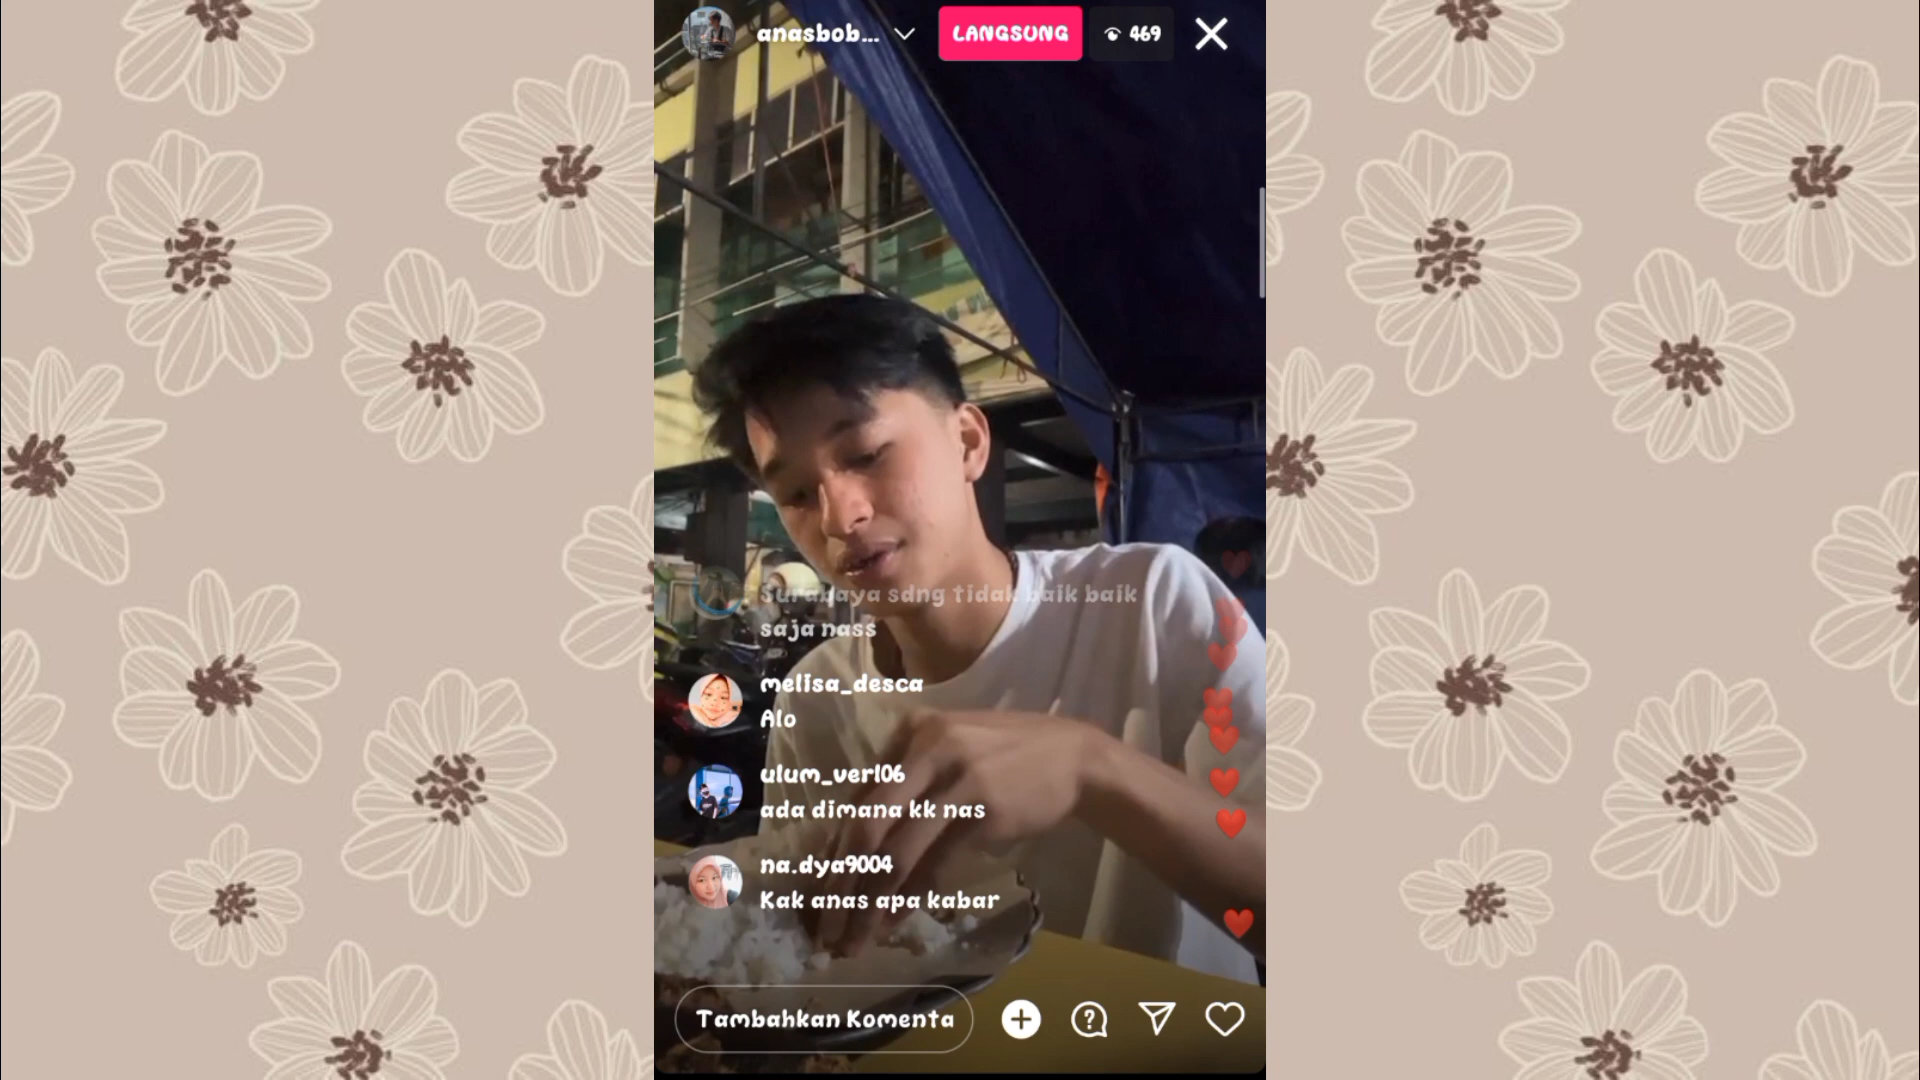 anasbob...
LANGSUNG
469
Surabaya sdng tidak baik baik
saja nass
melisa_desca
Alo
ulum_ver106
ada dimana kk nas
na.dya9004
Kak anas apa kabar
Tambahkan Komenta